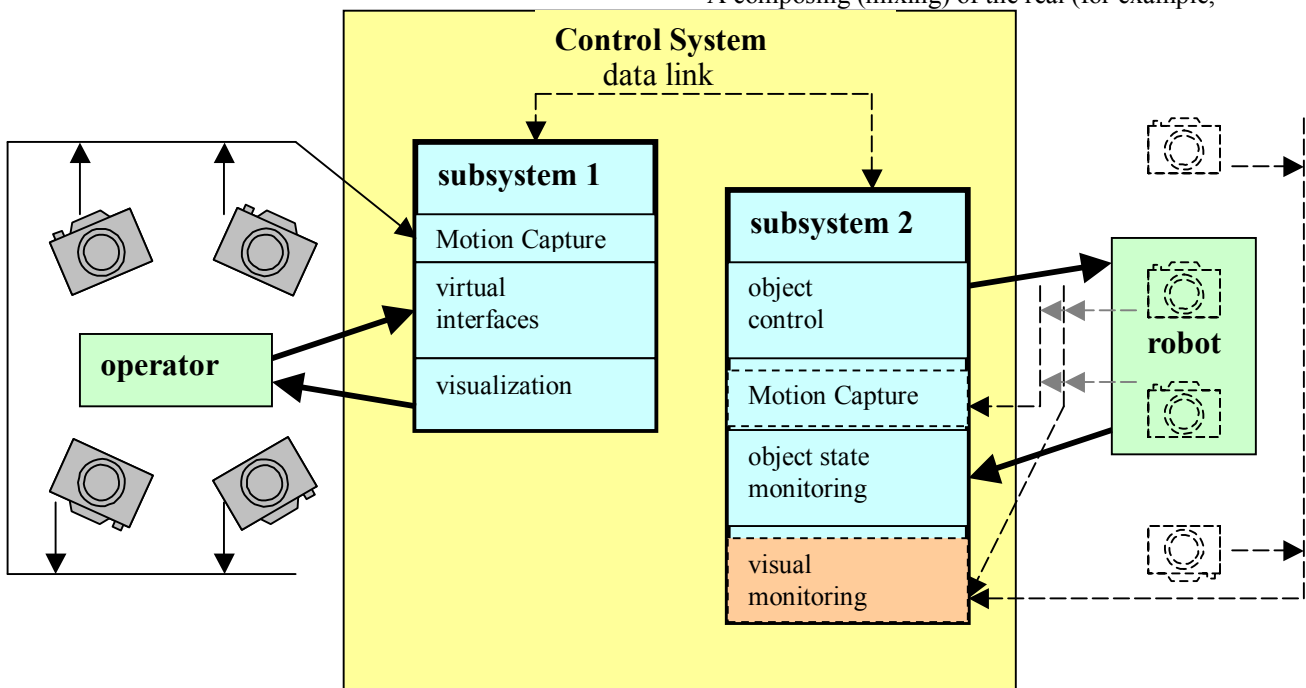 A composing (mixing) of the real (for example,
Control System
data link
subsystem 1
Motion Capture
virtual
interfaces
visualization
operator
subsystem 2
object
control
Motion Capture
object state
monitoring
visual
monitoring
robot